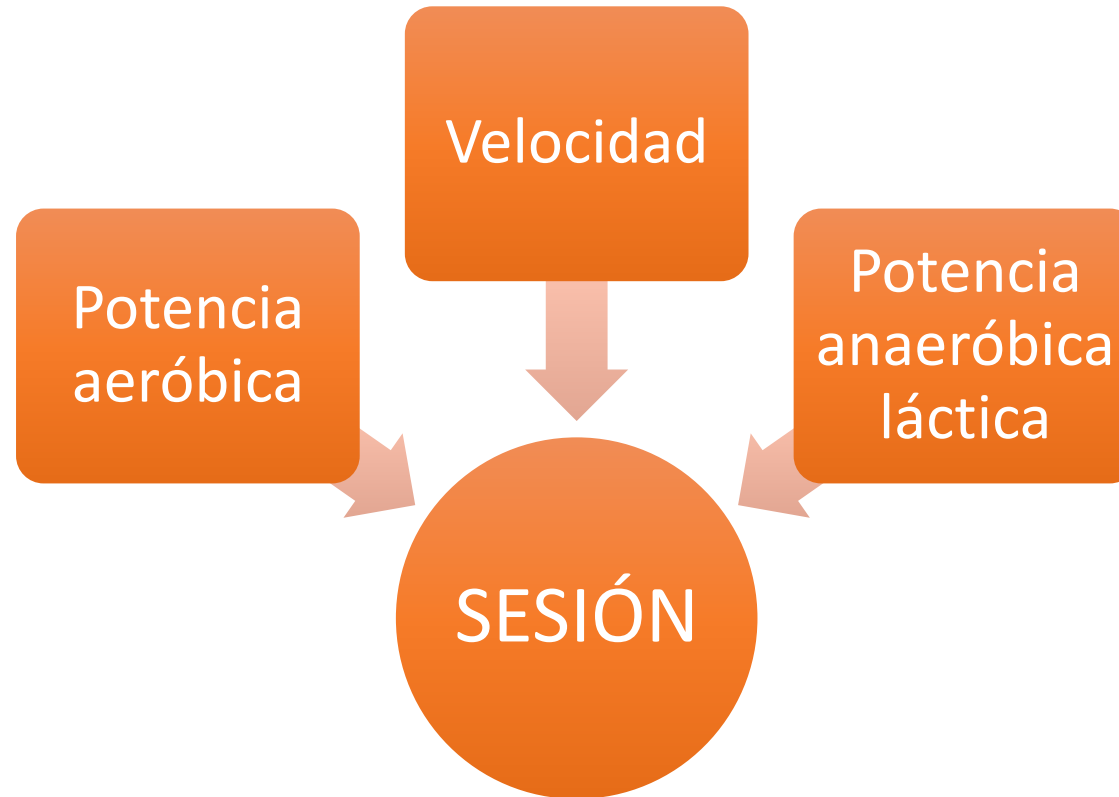 Velocidad
Potencia
aeróbica
Potencia
anaeróbica
láctica
SESIÓN